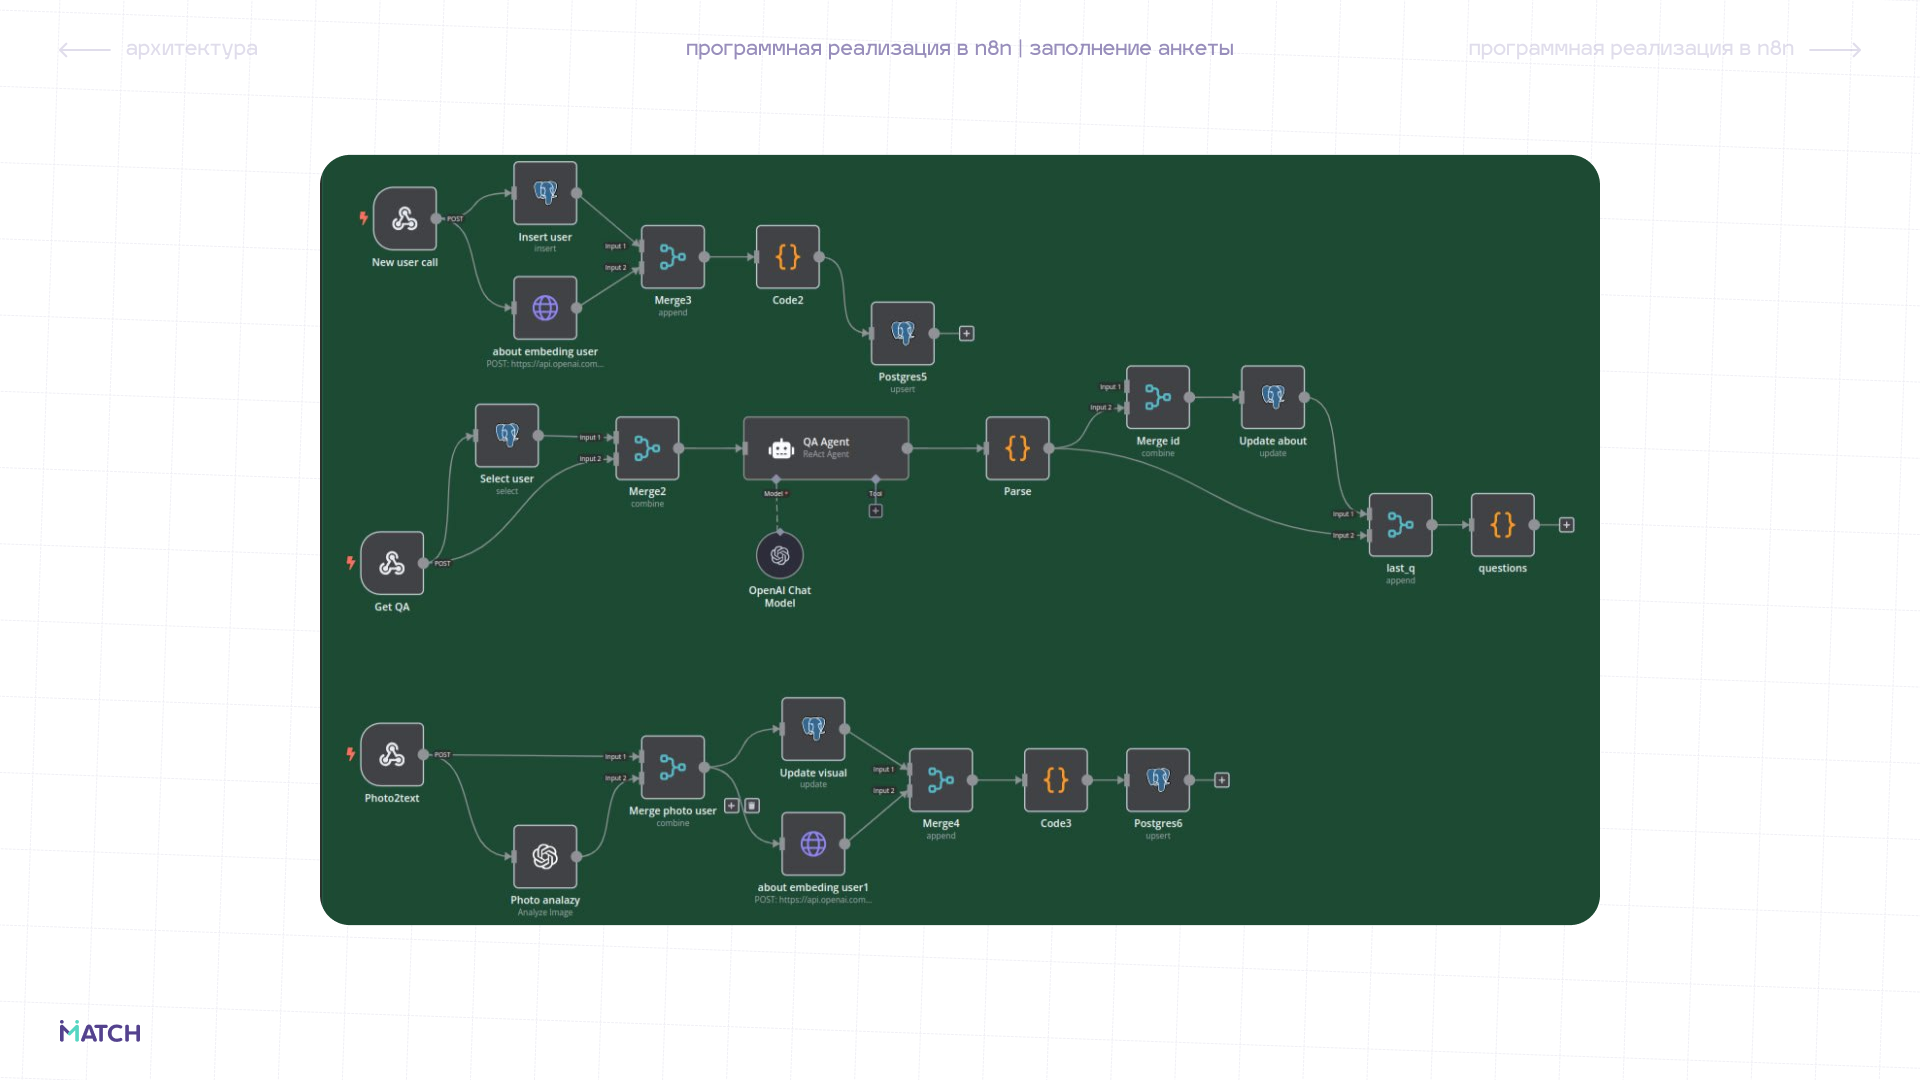 архитектура
программная реализация в n8n | заполнение анкеты
программная реализация в n8n
New user call
POST
Insert user
insert
about embeding user
POST: https://api.openai.com...
Input 1
Input 2
Merge3
append
Code2
Postgres5
upsert
Get QA
POST
Select user
select
Input 1
Input 2
Merge2
combine
QA Agent
ReAct Agent
Model *
Tool
OpenAI Chat
Model
Parse
Input 1
Input 2
Merge id
combine
Update about
update
Input 1
Input 2
last_q
append
questions
Photo2text
POST
Photo analazy
Analyze Image
Input 1
Input 2
Merge photo user
combine
Update visual
update
about embeding user1
POST: https://api.openai.com...
Input 1
Input 2
Merge4
append
Code3
Postgres6
upsert
MATCH